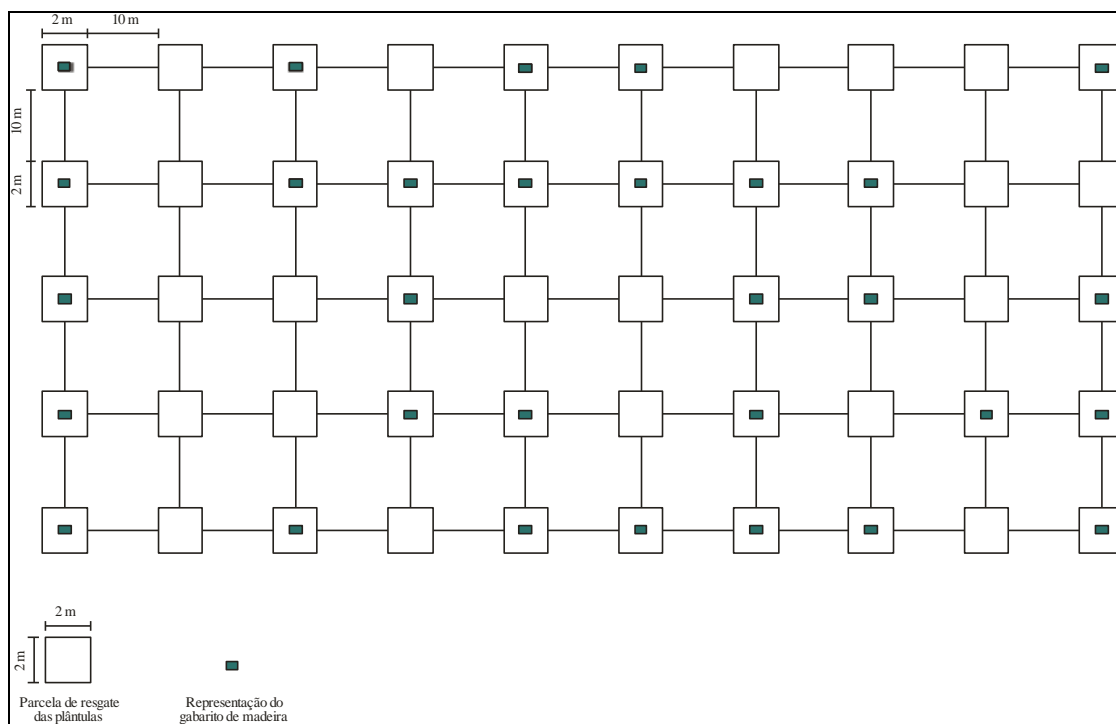 2 m 10 m
10 m
2 m
2 m
2 m
Parcela de resgate
das plântulas
Representação do
gabarito de madeira